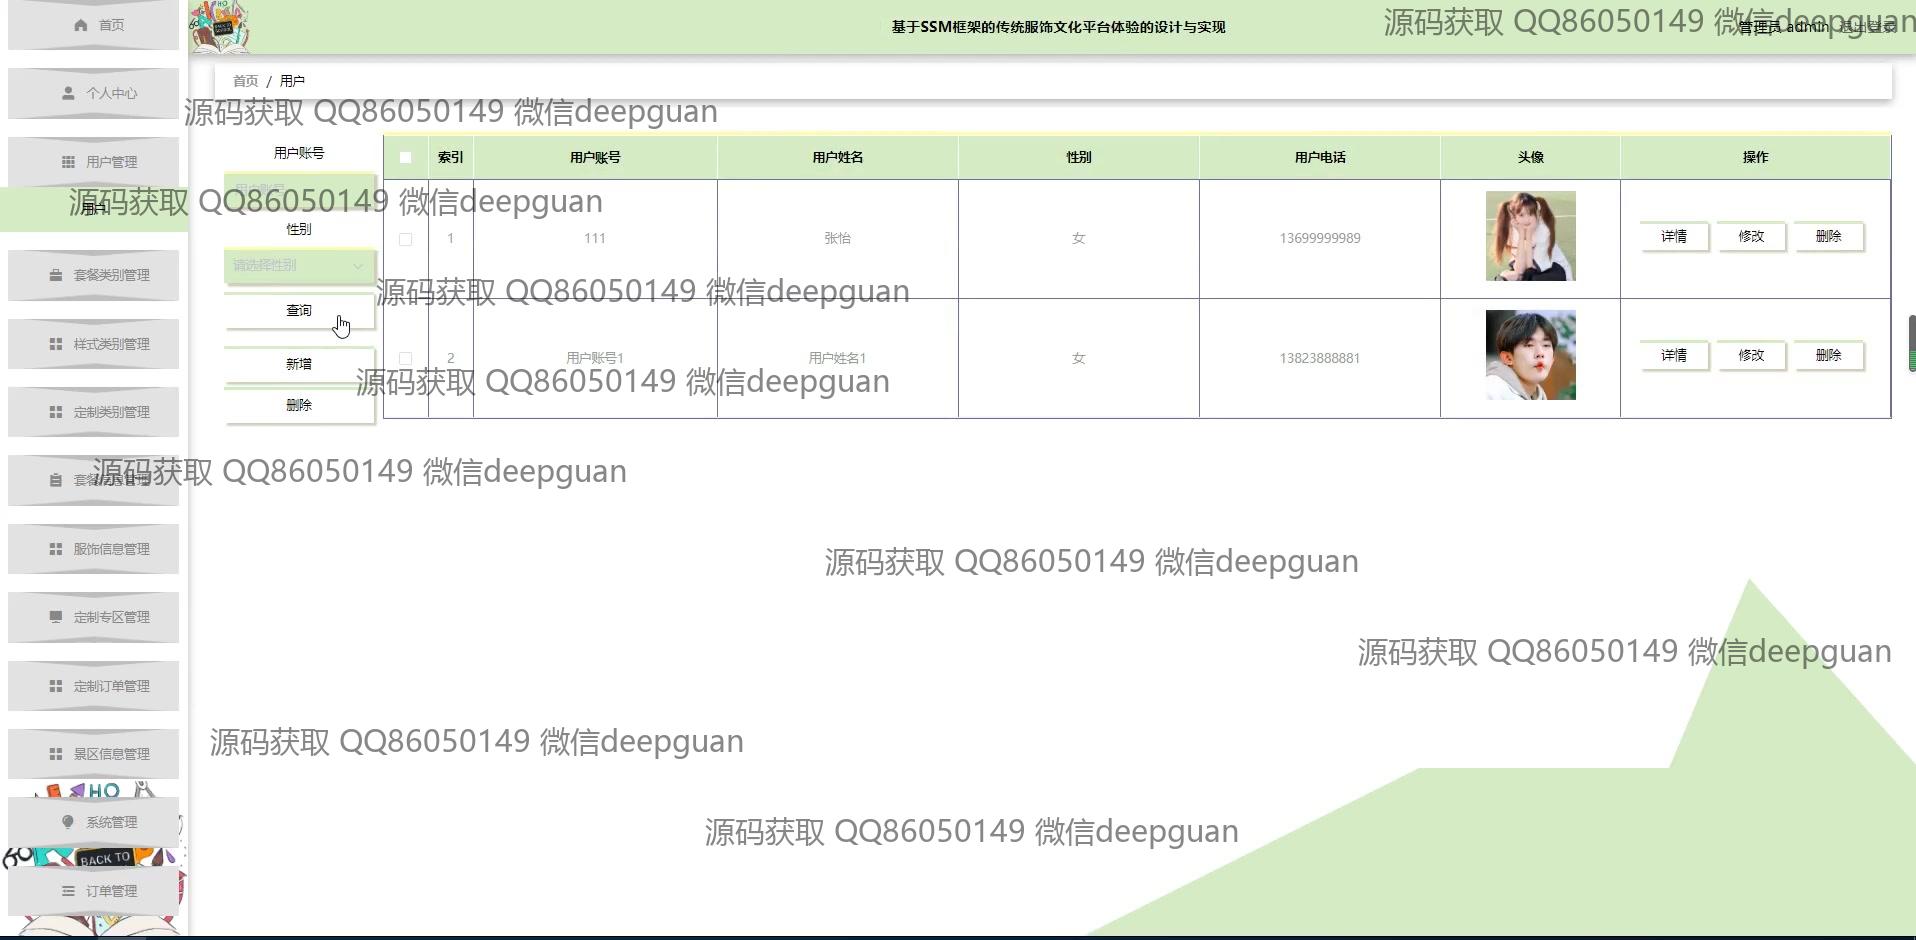 首页
基于SSM框架的传统服饰文化平台体验的设计与实现
管理员 admin
退出登录
源码获取 QQ86050149 微信deepguan
首页 / 用户
个人中心
源码获取 QQ86050149 微信deepguan
用户管理
用户
用户账号
用户账号
性别
请选择性别
查询
新增
删除
索引 用户账号 用户姓名 性别 用户电话 头像 操作
源码获取 QQ86050149 微信deepguan
1 111 张怡 女 13699999989 详情 修改 删除
源码获取 QQ86050149 微信deepguan
2 用户账号1 用户姓名1 女 13823888881 详情 修改 删除
源码获取 QQ86050149 微信deepguan
套餐类别管理
样式类别管理
定制类别管理
套餐信息管理
源码获取 QQ86050149 微信deepguan
服饰信息管理
源码获取 QQ86050149 微信deepguan
定制专区管理
源码获取 QQ86050149 微信deepguan
定制订单管理
景区信息管理
源码获取 QQ86050149 微信deepguan
HO
系统管理
源码获取 QQ86050149 微信deepguan
BACK TO
订单管理